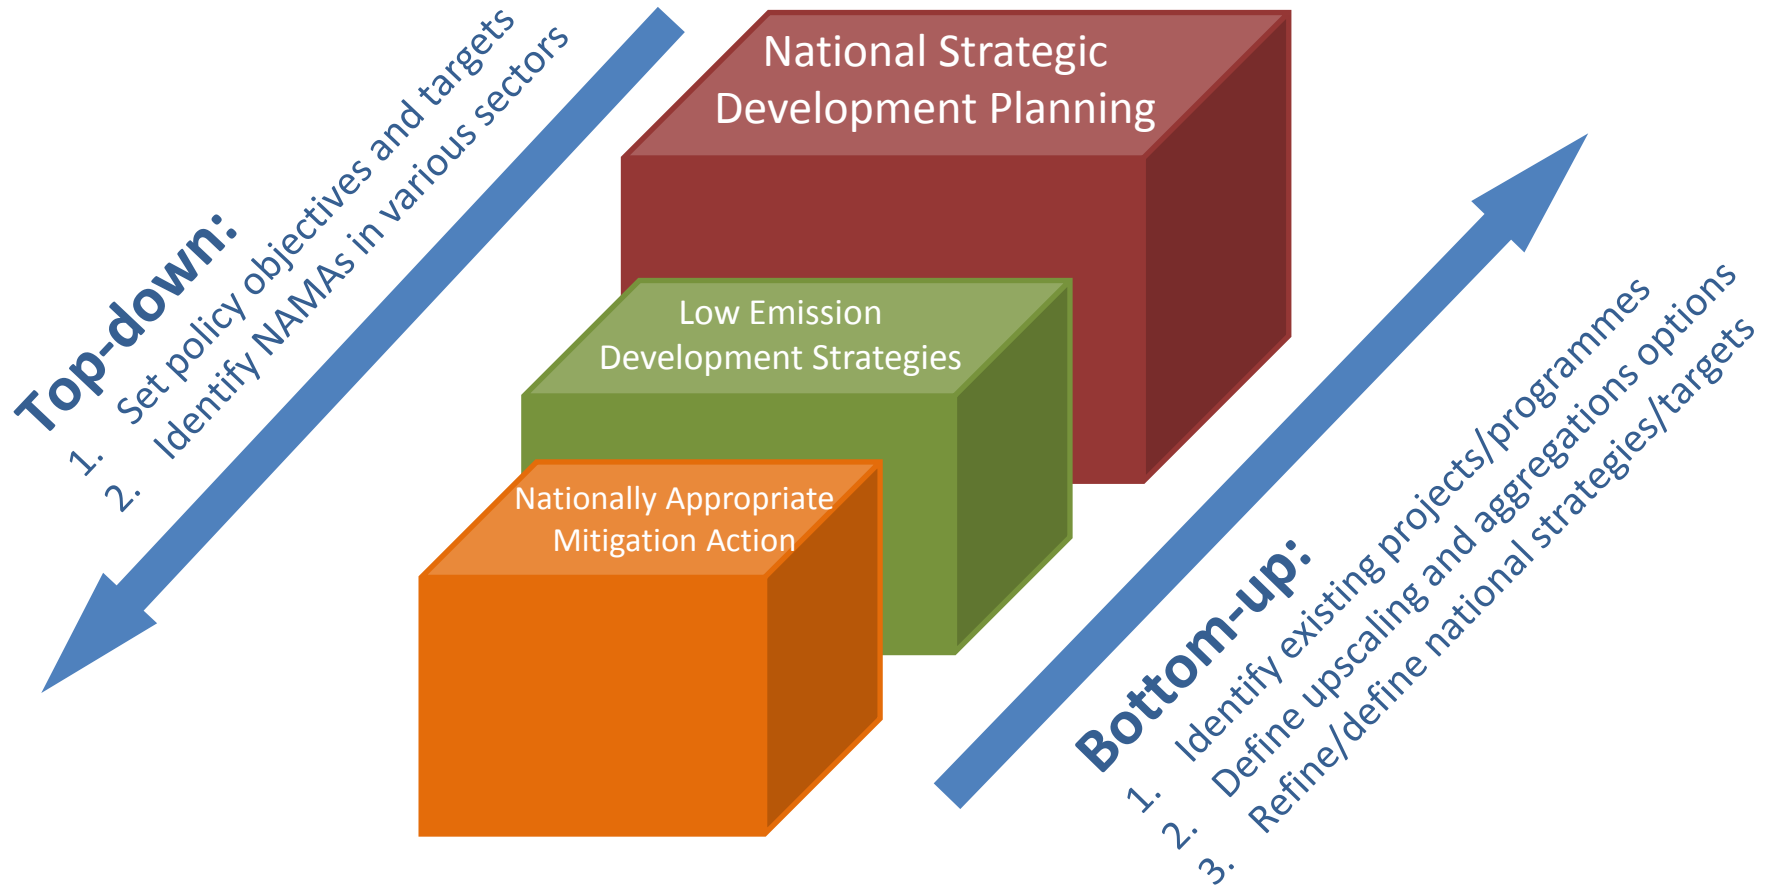 National Strategic
Development Planning
Low Emission
Development Strategies
Nationally Appropriate
Mitigation Action
Top-down:
1. Set policy objectives and targets
2. Identify NAMAs in various sectors
Bottom-up:
1. Identify existing projects/programmes
2. Define upscaling and aggregations options
3. Refine/define national strategies/targets